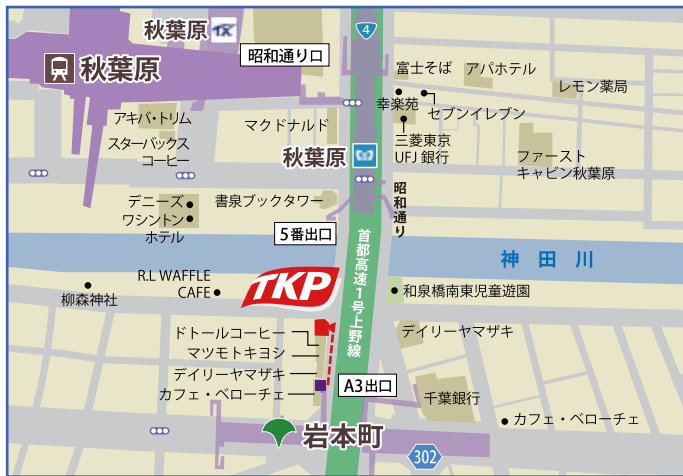 秋葉原
TX
昭和通り口
4
秋葉原
富士そば
アパホテル
レモン薬局
幸楽苑
セブンイレブン
アキバ・トリム
マクドナルド
スターバックス
コーヒー
三菱東京
UFJ 銀行
秋葉原
ファースト
キャビン秋葉原
デニーズ
書泉ブックタワー
ワシントン
ホテル
昭和通り
5番出口
首都高速1号上野線
神田川
R.L WAFFLE
CAFE
TKP
柳森神社
和泉橋南東児童遊園
ドトールコーヒー
デイリーヤマザキ
マツモトキヨシ
デイリーヤマザキ
A3出口
カフェ・ベローチェ
千葉銀行
カフェ・ベローチェ
岩本町
302